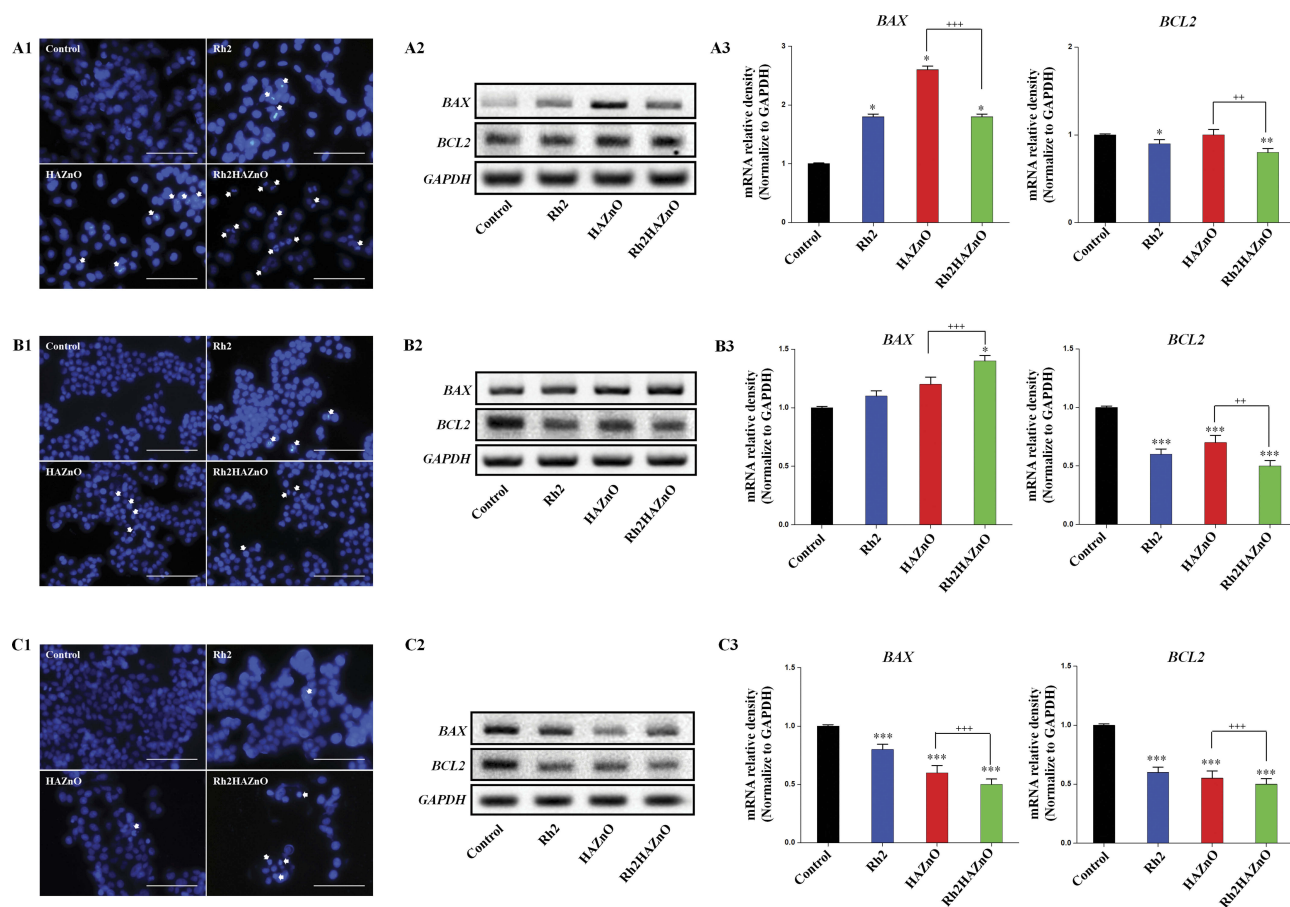 A1
Control
Rh2
HAZnO
Rh2HAZnO
A2
BAX
BCL2
GAPDH
Control
Rh2
HAZnO
Rh2HAZnO
A3
BAX
mRNA relative density
(Normalize to GAPDH)
3
2
1
0
*
*
+++
*
Control
Rh2
HAZnO
Rh2HAZnO
BCL2
mRNA relative density
(Normalize to GAPDH)
2
1
0
*
++
**
Control
Rh2
HAZnO
Rh2HAZnO
B1
Control
Rh2
HAZnO
Rh2HAZnO
B2
BAX
BCL2
GAPDH
Control
Rh2
HAZnO
Rh2HAZnO
B3
BAX
mRNA relative density
(Normalize to GAPDH)
1.5
1.0
0.5
0.0
+++
*
Control
Rh2
HAZnO
Rh2HAZnO
BCL2
mRNA relative density
(Normalize to GAPDH)
1.5
1.0
0.5
0.0
***
***
++
***
Control
Rh2
HAZnO
Rh2HAZnO
C1
Control
Rh2
HAZnO
Rh2HAZnO
C2
BAX
BCL2
GAPDH
Control
Rh2
HAZnO
Rh2HAZnO
C3
BAX
mRNA relative density
(Normalize to GAPDH)
1.5
1.0
0.5
0.0
***
***
+++
***
Control
Rh2
HAZnO
Rh2HAZnO
BCL2
mRNA relative density
(Normalize to GAPDH)
1.5
1.0
0.5
0.0
***
***
+++
***
Control
Rh2
HAZnO
Rh2HAZnO